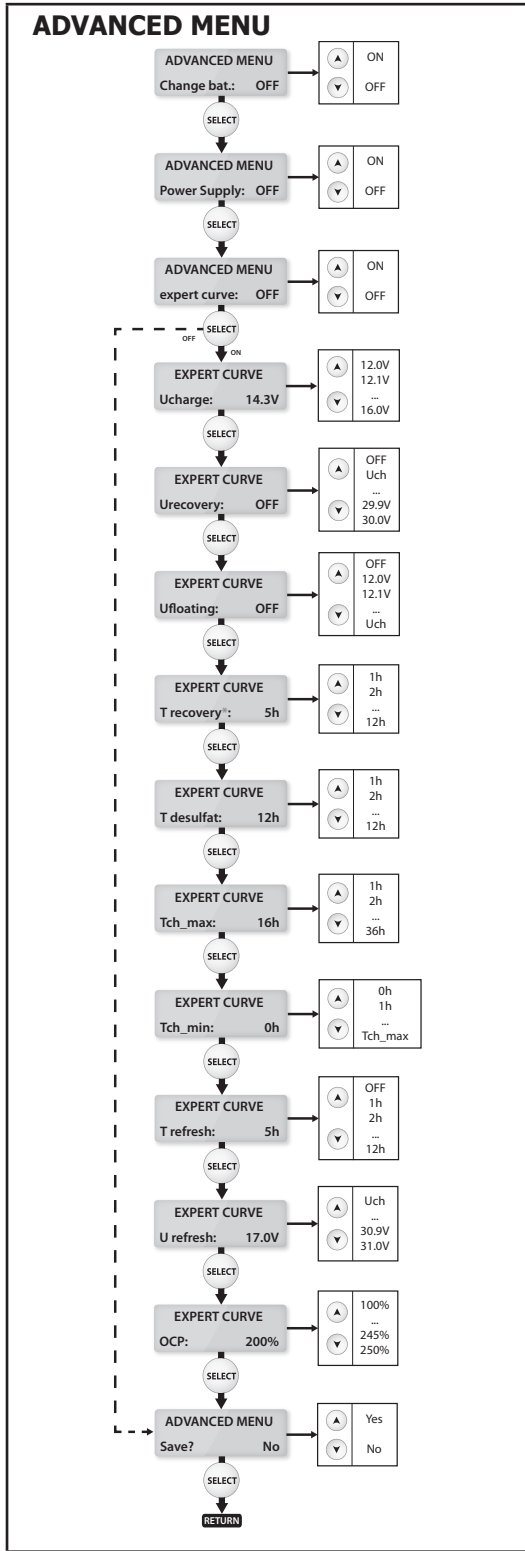 ADVANCED MENU
ADVANCED MENU
Change bat.: OFF
ON
OFF
SELECT
ADVANCED MENU
Power Supply: OFF
ON
OFF
SELECT
ADVANCED MENU
expert curve: OFF
ON
OFF
SELECT
OFF
ON
EXPERT CURVE
Ucharge: 14.3V
12.0V
12.1V
...
16.0V
SELECT
EXPERT CURVE
Urecovery: OFF
OFF
Uch
...
29.9V
30.0V
SELECT
EXPERT CURVE
Ufloating: OFF
OFF
12.0V
12.1V
...
Uch
SELECT
EXPERT CURVE
T recovery*: 5h
1h
2h
...
12h
SELECT
EXPERT CURVE
T desulfat: 12h
1h
2h
...
12h
SELECT
EXPERT CURVE
Tch_max: 16h
1h
2h
...
36h
SELECT
EXPERT CURVE
Tch_min: 0h
0h
1h
...
Tch_max
SELECT
EXPERT CURVE
T refresh: 5h
OFF
1h
2h
...
12h
SELECT
EXPERT CURVE
U refresh: 17.0V
Uch
...
30.9V
31.0V
SELECT
EXPERT CURVE
OCP: 200%
100%
...
245%
250%
SELECT
ADVANCED MENU
Save? No
Yes
No
SELECT
RETURN